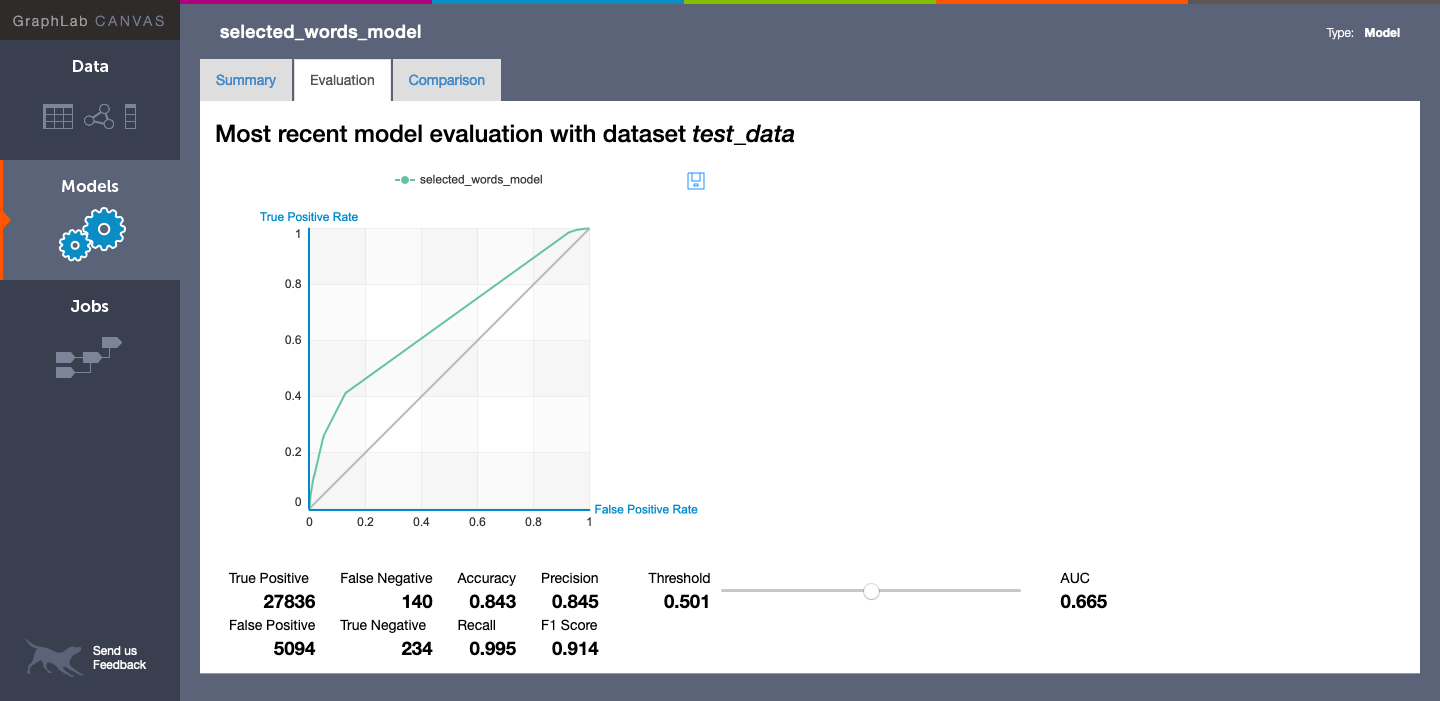 GraphLab CANVAS
selected_words_model
Type: Model
Data
Models
Jobs
Send us
Feedback
Summary
Evaluation
Comparison
Most recent model evaluation with dataset test_data
selected_words_model
True Positive Rate
1
0.8
0.6
0.4
0.2
0
0 0.2 0.4 0.6 0.8 1
False Positive Rate
True Positive False Negative Accuracy Precision Threshold AUC
27836 140 0.843 0.845 0.501 0.665
False Positive True Negative Recall F1 Score
5094 234 0.995 0.914